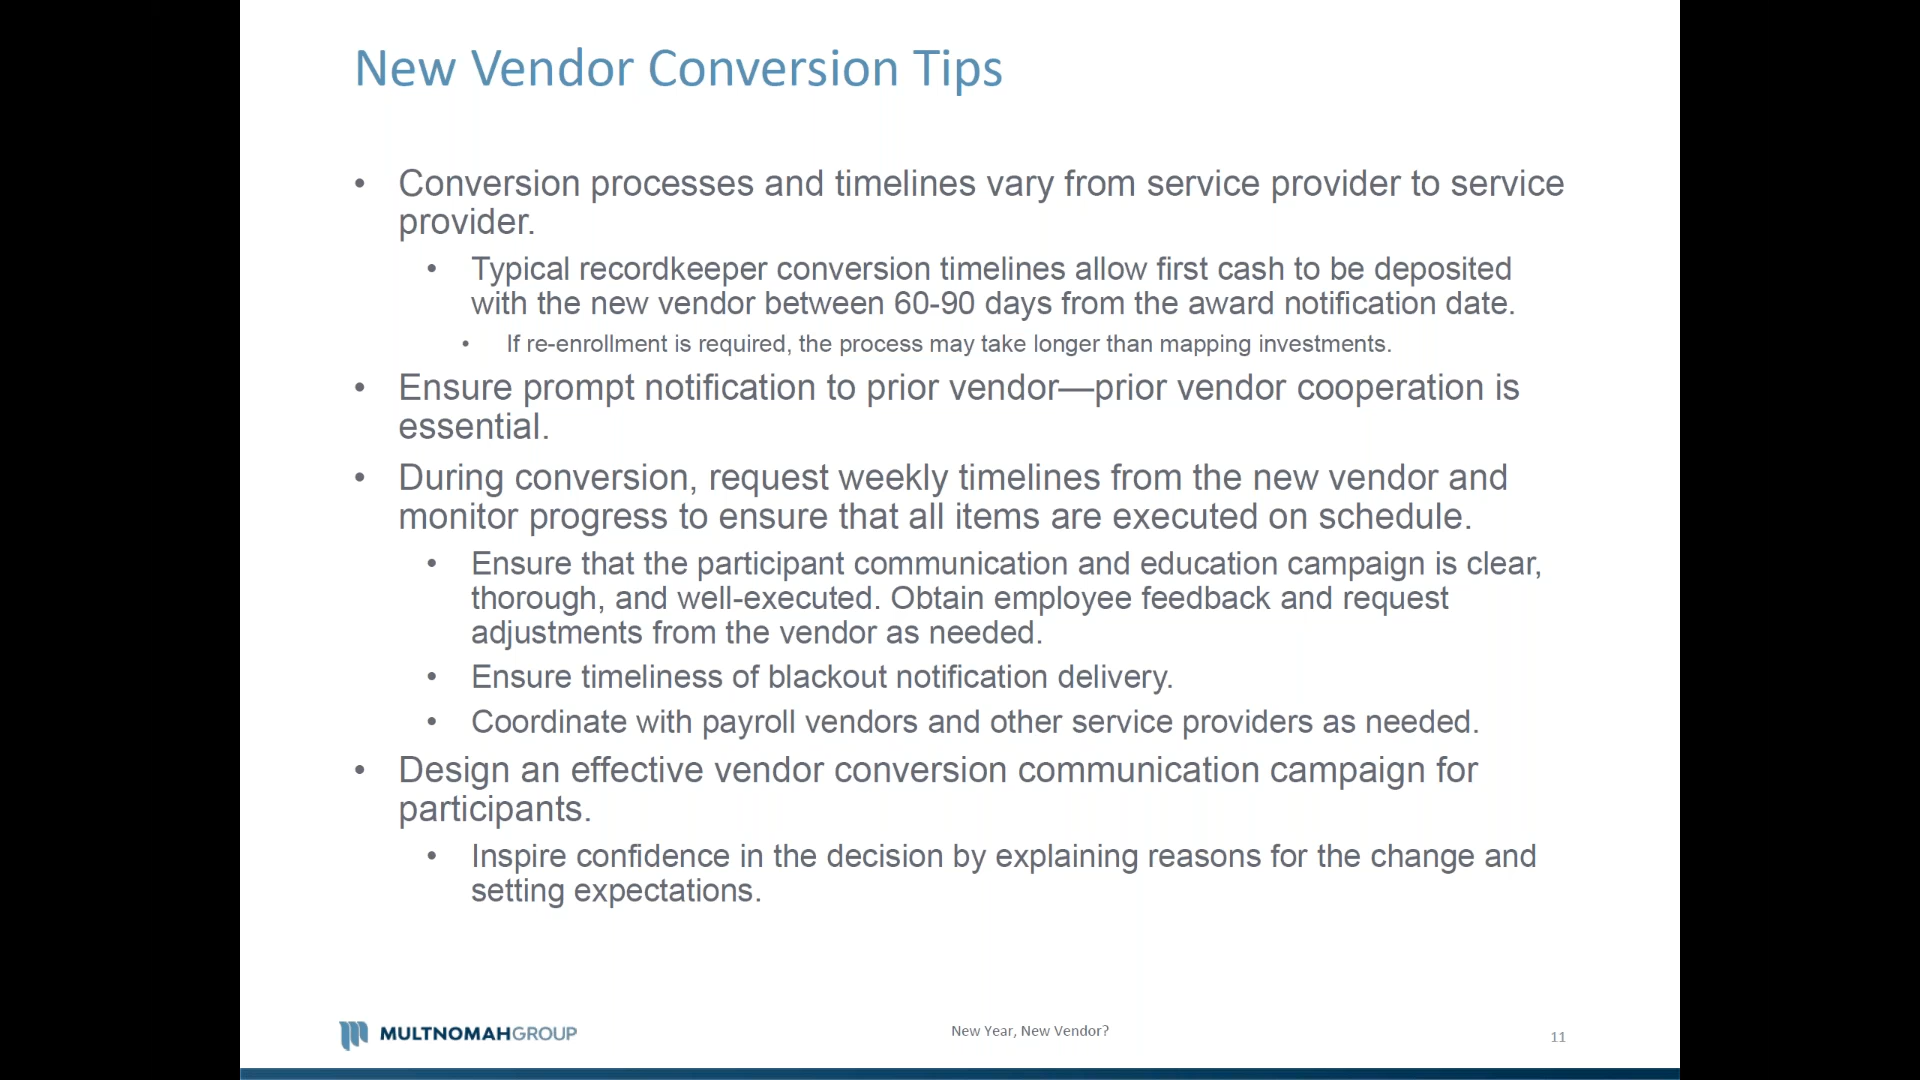 New Vendor Conversion Tips
• Conversion processes and timelines vary from service provider to service
provider.
• Typical recordkeeper conversion timelines allow first cash to be deposited
with the new vendor between 60-90 days from the award notification date.
• If re-enrollment is required, the process may take longer than mapping investments.
• Ensure prompt notification to prior vendor—prior vendor cooperation is
essential.
• During conversion, request weekly timelines from the new vendor and
monitor progress to ensure that all items are executed on schedule.
• Ensure that the participant communication and education campaign is clear,
thorough, and well-executed. Obtain employee feedback and request
adjustments from the vendor as needed.
• Ensure timeliness of blackout notification delivery.
• Coordinate with payroll vendors and other service providers as needed.
• Design an effective vendor conversion communication campaign for
participants.
• Inspire confidence in the decision by explaining reasons for the change and
setting expectations.
MULTNOMAHGROUP
New Year, New Vendor?
11